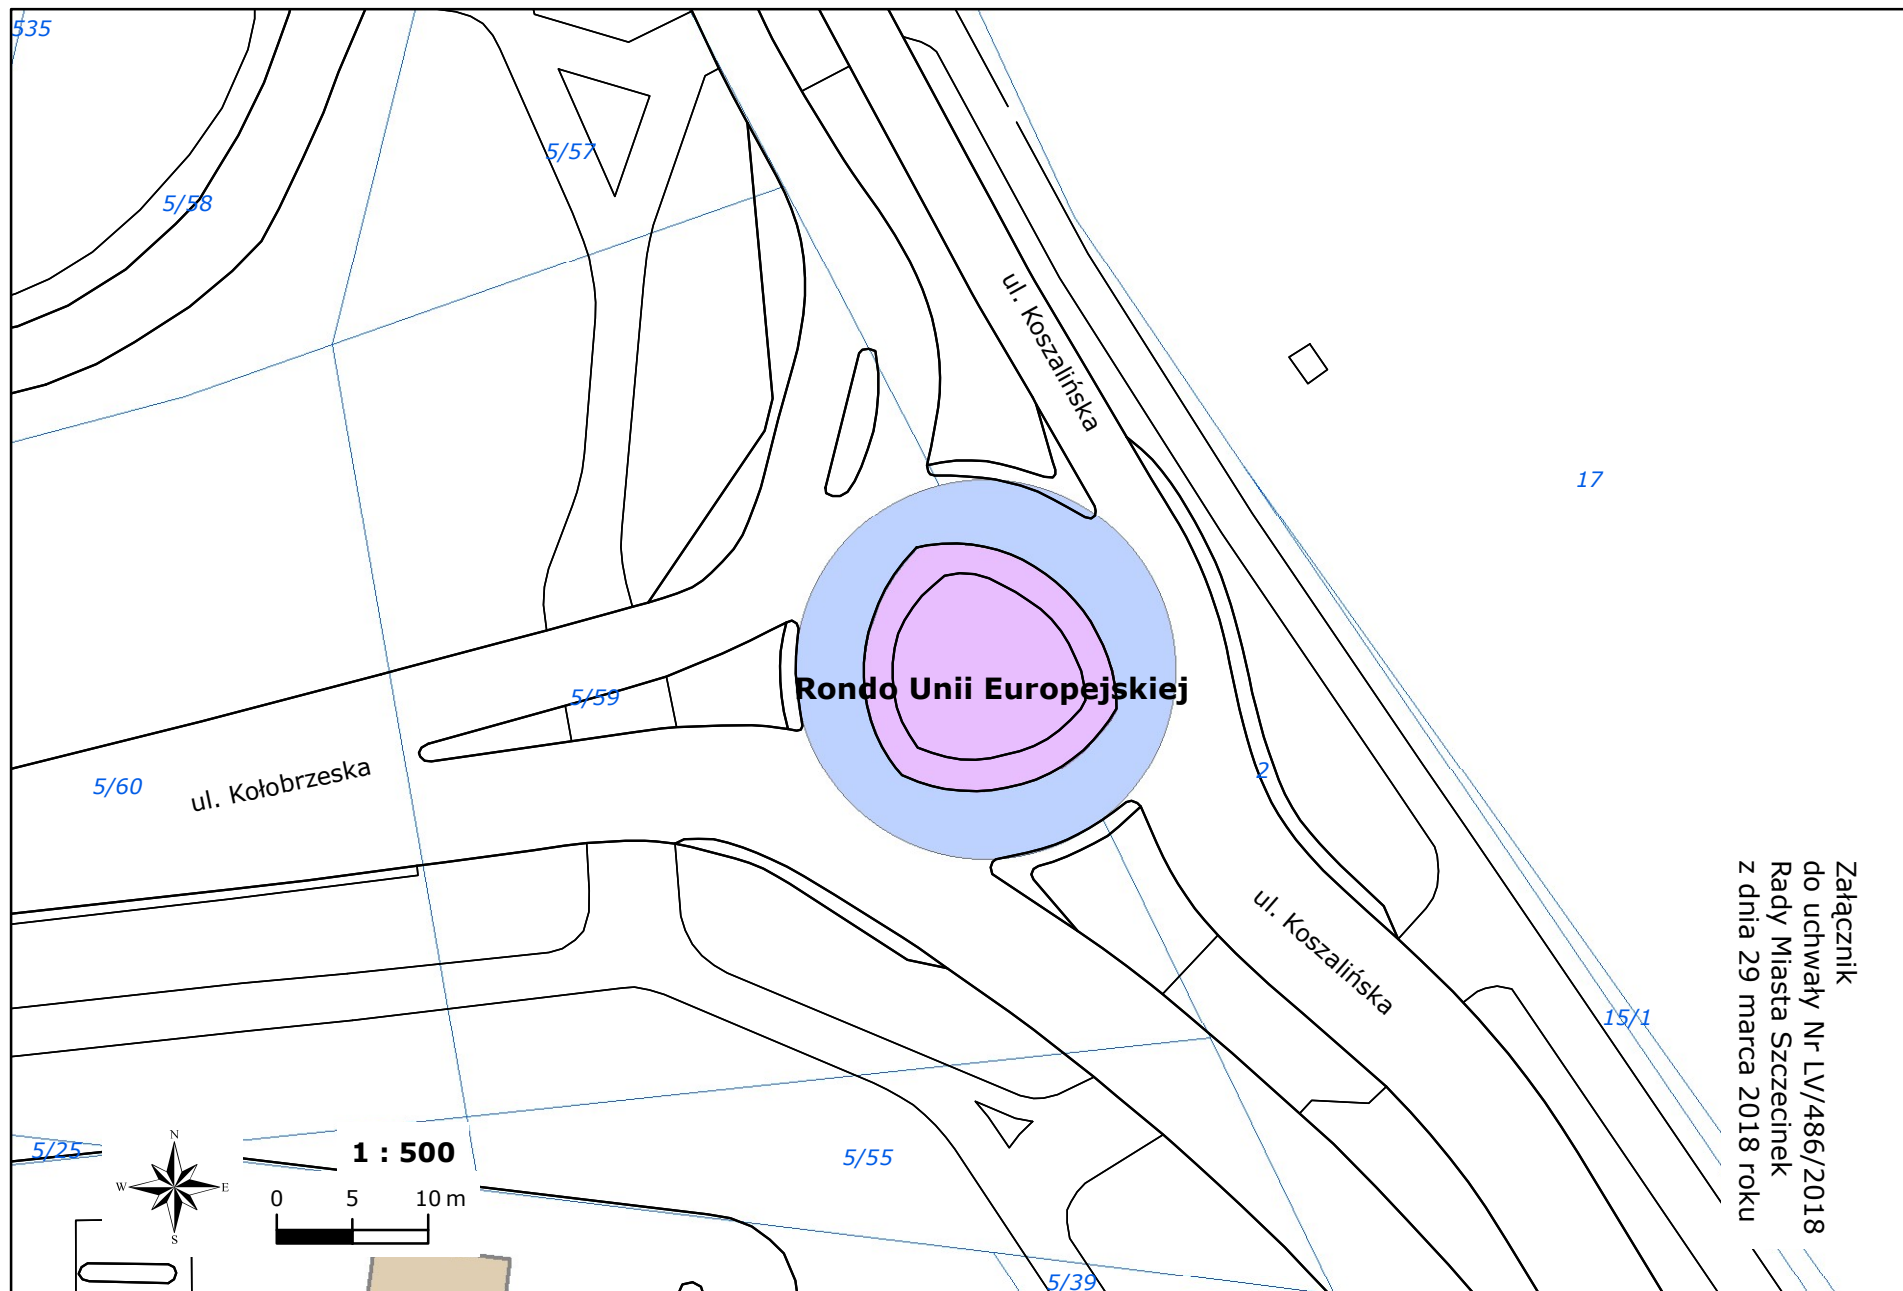 535
5/57
5/58
ul. Koszalińska
17
Rondo Unii Europejskiej
5/59
2
5/60
ul. Kołobrzeska
ul. Koszalińska
Załącznik
do uchwały Nr LV/486/2018
Rady Miasta Szczecinek
z dnia 29 marca 2018 roku
15/1
5/25
N
W E
S
1 : 500
0 5 10 m
5/55
5/39